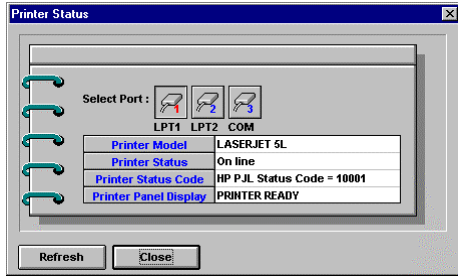 Printer Status
Select Port :
1 2 3
LPT1 LPT2 COM
Printer Model LASERJET 5L
Printer Status On line
Printer Status Code HP PJL Status Code = 10001
Printer Panel Display PRINTER READY
Refresh Close